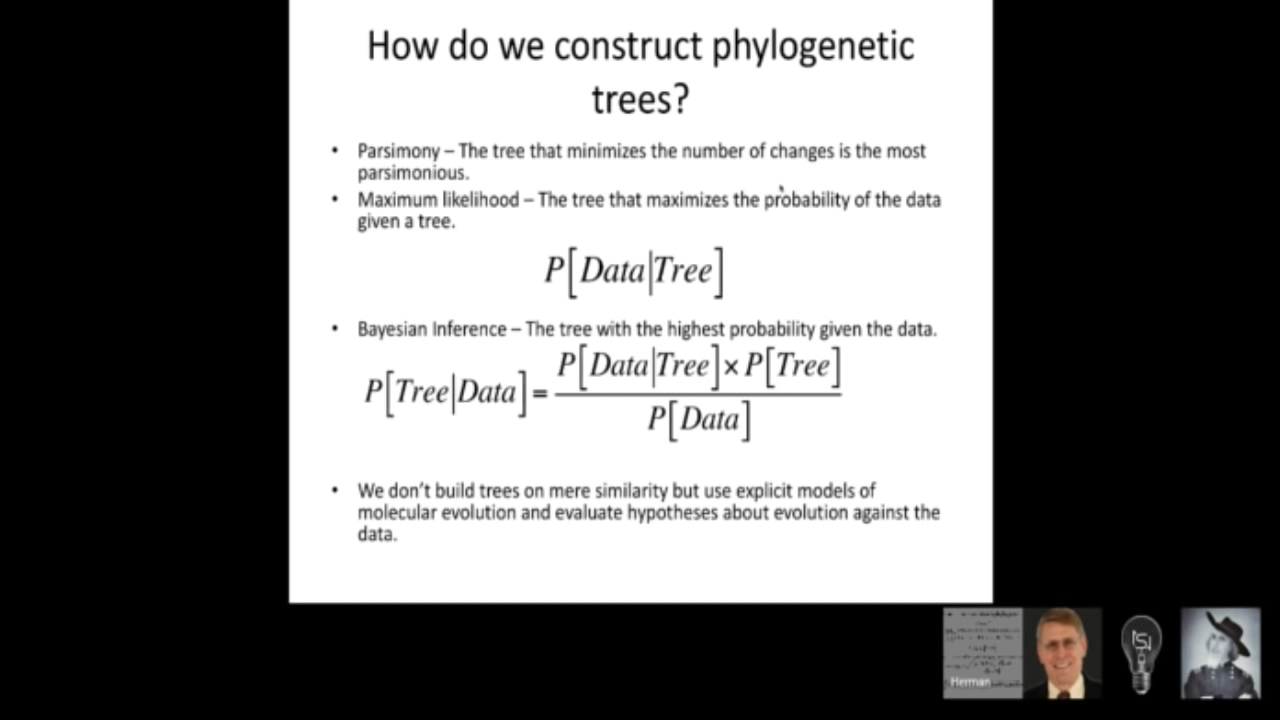 How do we construct phylogenetic
trees?
• Parsimony – The tree that minimizes the number of changes is the most
parsimonious.
• Maximum likelihood – The tree that maximizes the probability of the data
given a tree.
P[Data|Tree]
• Bayesian Inference – The tree with the highest probability given the data.
P[Tree|Data] = P[Data|Tree] × P[Tree]
P[Data]
• We don't build trees on mere similarity but use explicit models of
molecular evolution and evaluate hypotheses about evolution against the
data.
Herman